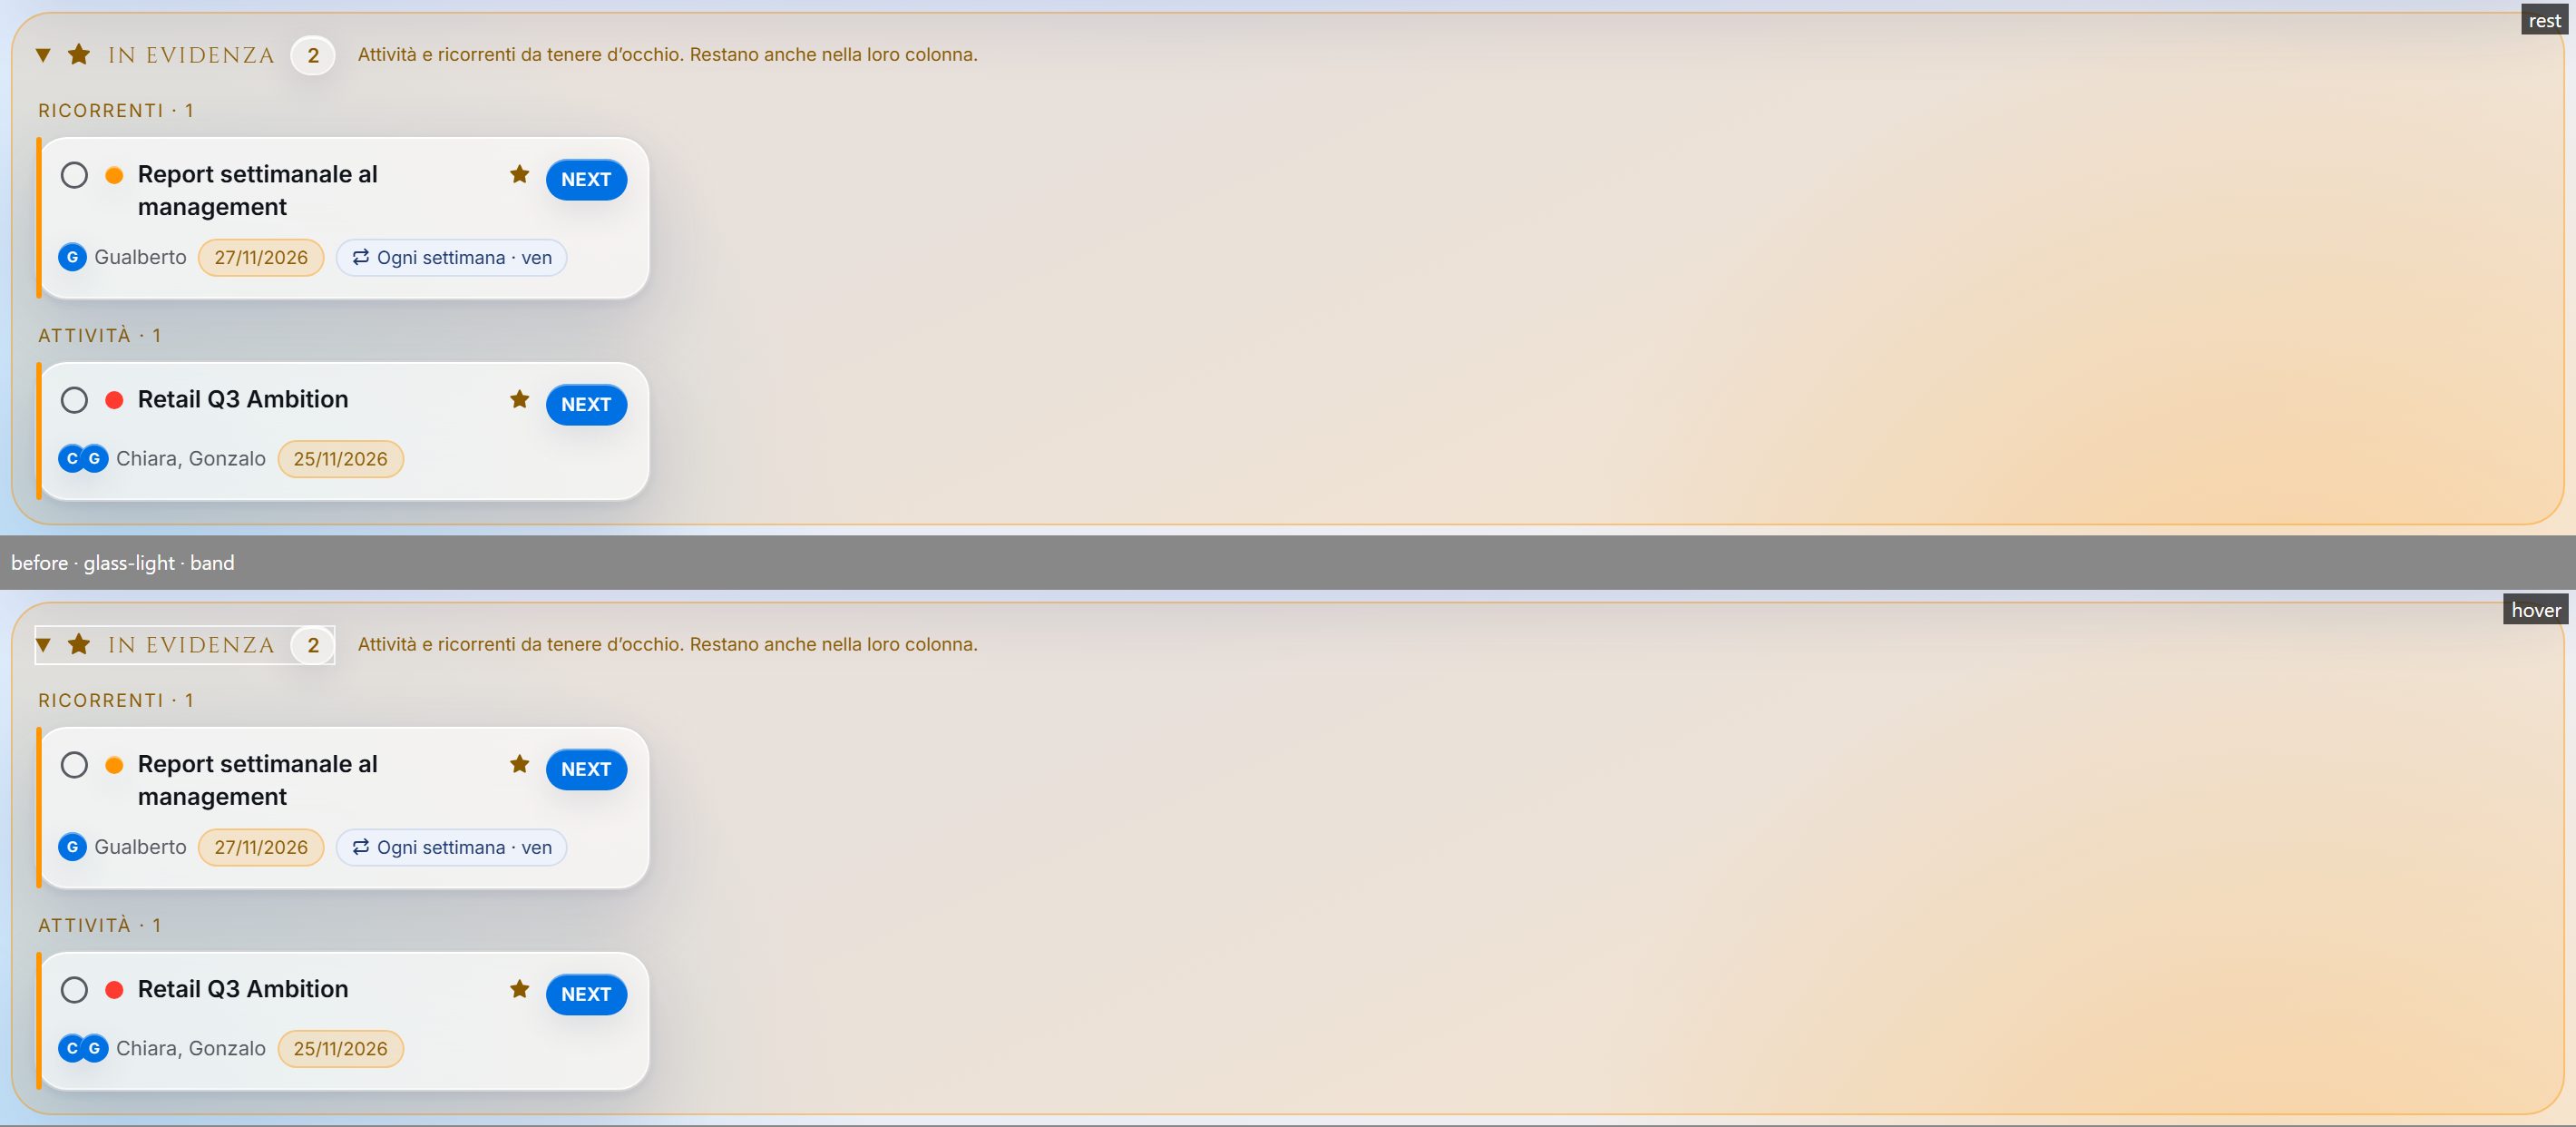 rest
▼ ★ IN EVIDENZA 2 Attività e ricorrenti da tenere d’occhio. Restano anche nella loro colonna.
RICORRENTI · 1
Report settimanale al ★ NEXT
management
G Gualberto 27/11/2026 Ogni settimana · ven
ATTIVITÀ · 1
Retail Q3 Ambition ★ NEXT
C G Chiara, Gonzalo 25/11/2026
before · glass-light · band
hover
▼ ★ IN EVIDENZA 2 Attività e ricorrenti da tenere d’occhio. Restano anche nella loro colonna.
RICORRENTI · 1
Report settimanale al ★ NEXT
management
G Gualberto 27/11/2026 Ogni settimana · ven
ATTIVITÀ · 1
Retail Q3 Ambition ★ NEXT
C G Chiara, Gonzalo 25/11/2026